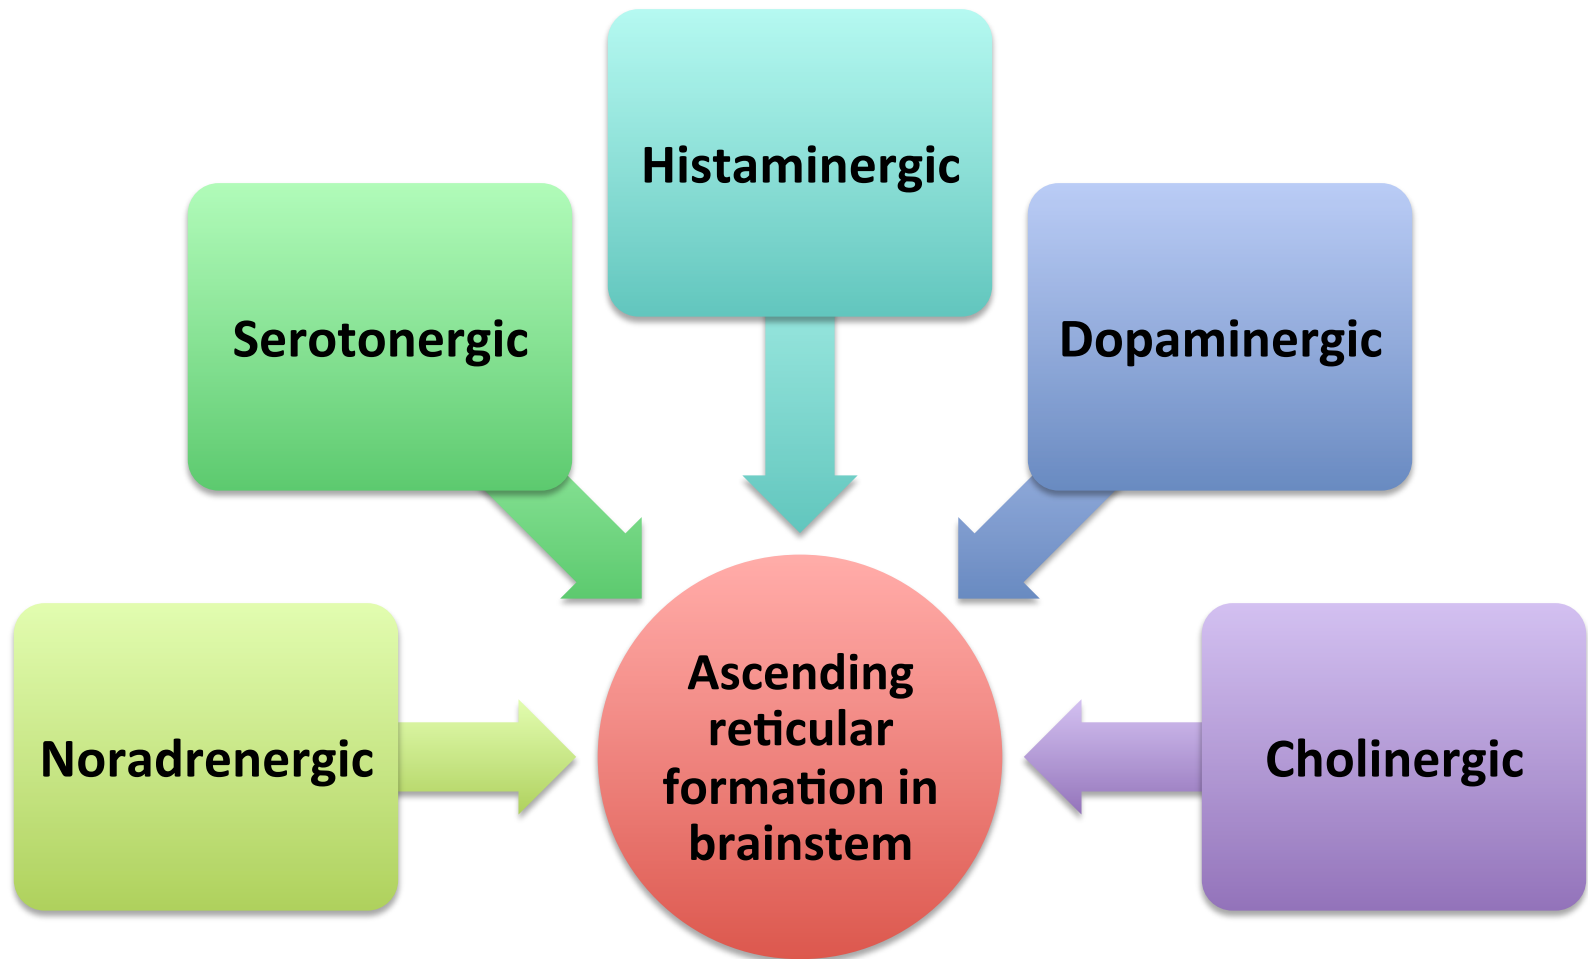 Histaminergic
Serotonergic
Dopaminergic
Noradrenergic
Ascending
reticular
formation in
brainstem
Cholinergic